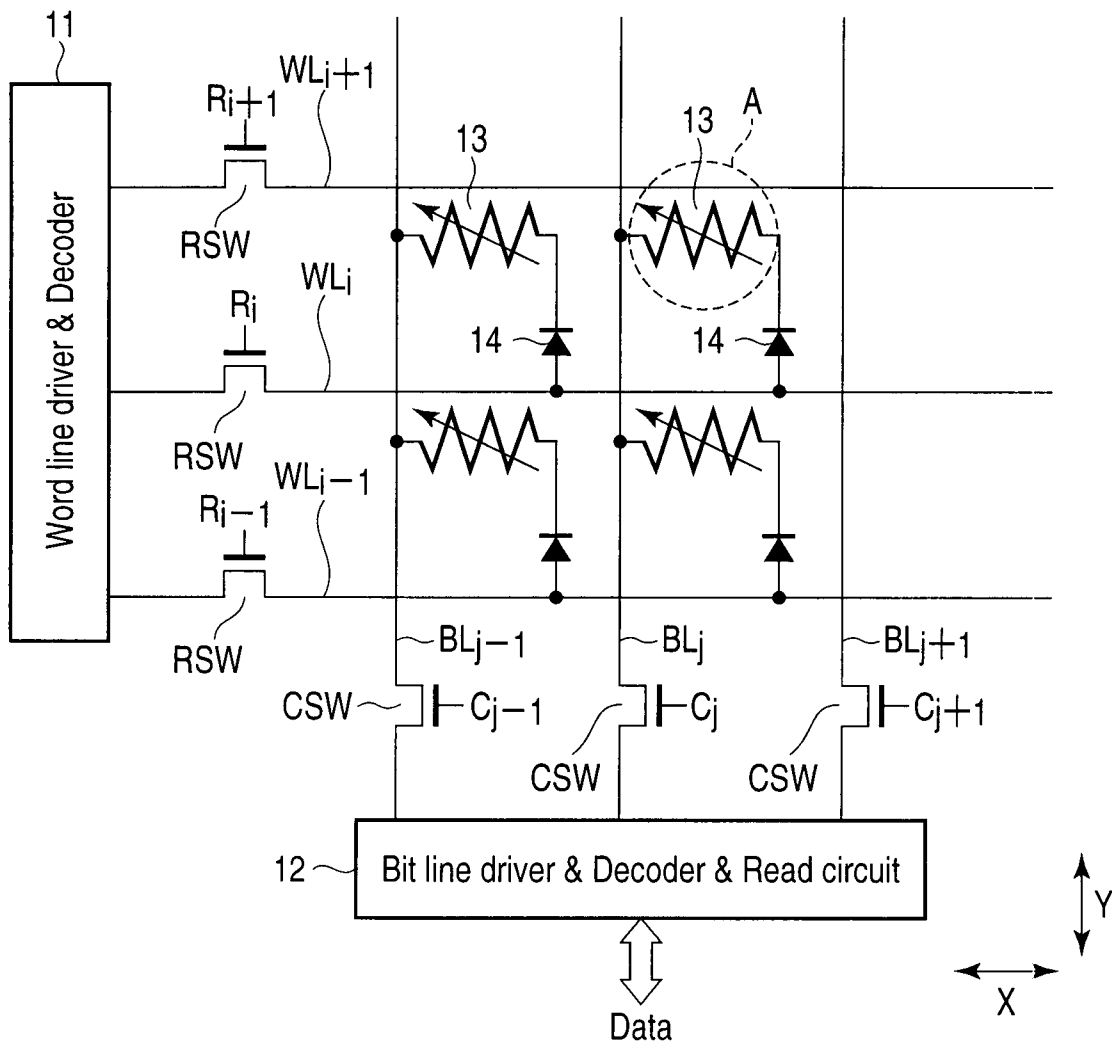 11
WLi+1
Ri+1
A
13
13
RSW
WLi
Ri
14
14
Word line driver & Decoder
RSW
WLi−1
Ri−1
RSW
BLj−1
BLj
BLj+1
CSW
Cj−1
Cj
Cj+1
CSW
CSW
12
Bit line driver & Decoder & Read circuit
Y
X
Data